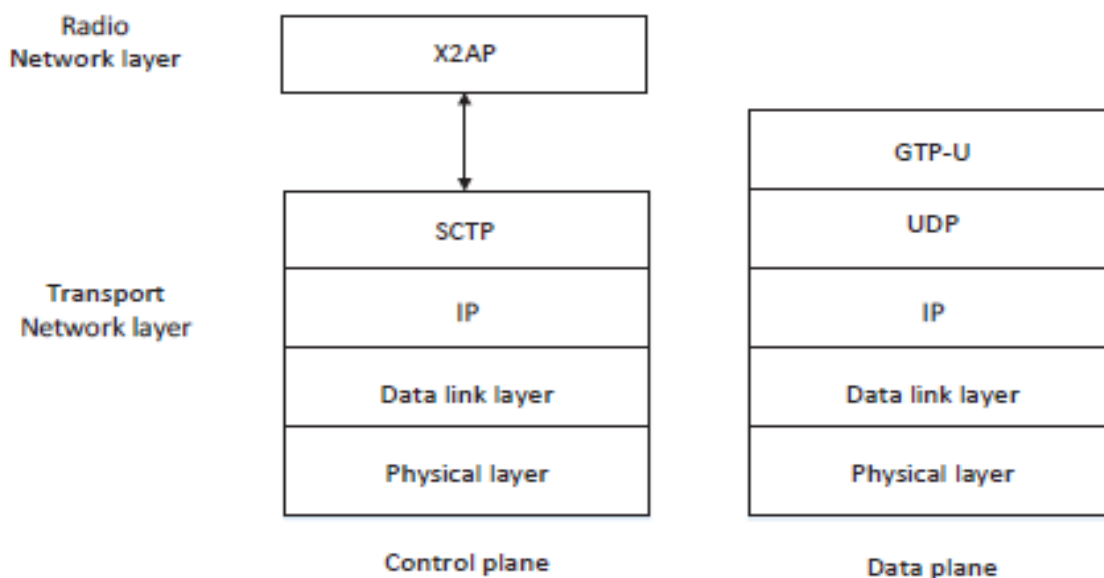 Radio
Network layer
X2AP
GTP-U
SCTP
UDP
Transport
Network layer
IP
IP
Data link layer
Data link layer
Physical layer
Physical layer
Control plane
Data plane